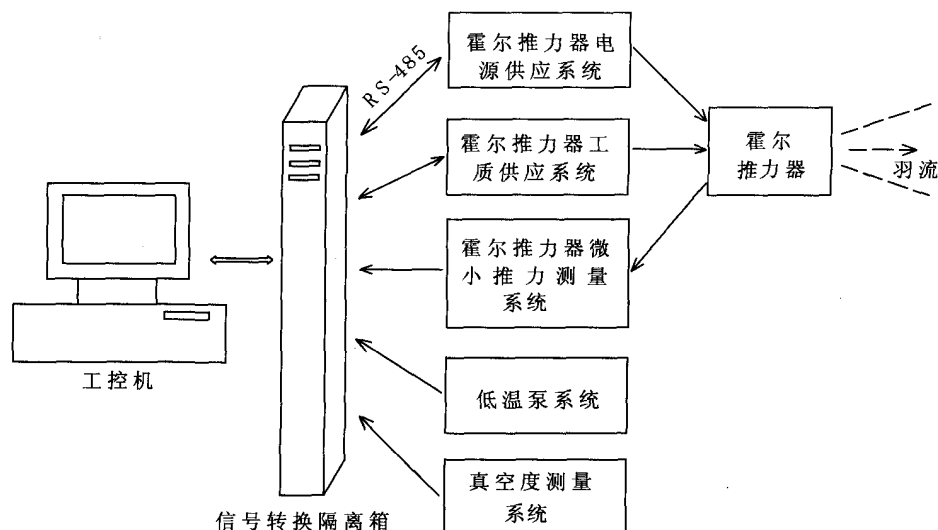 霍尔推力器电
源供应系统
RS-485
霍尔推力器工
质供应系统
霍尔
推力器
羽流
霍尔推力器微
小推力测量
系统
工控机
低温泵系统
真空度测量
系统
信号转换隔离箱